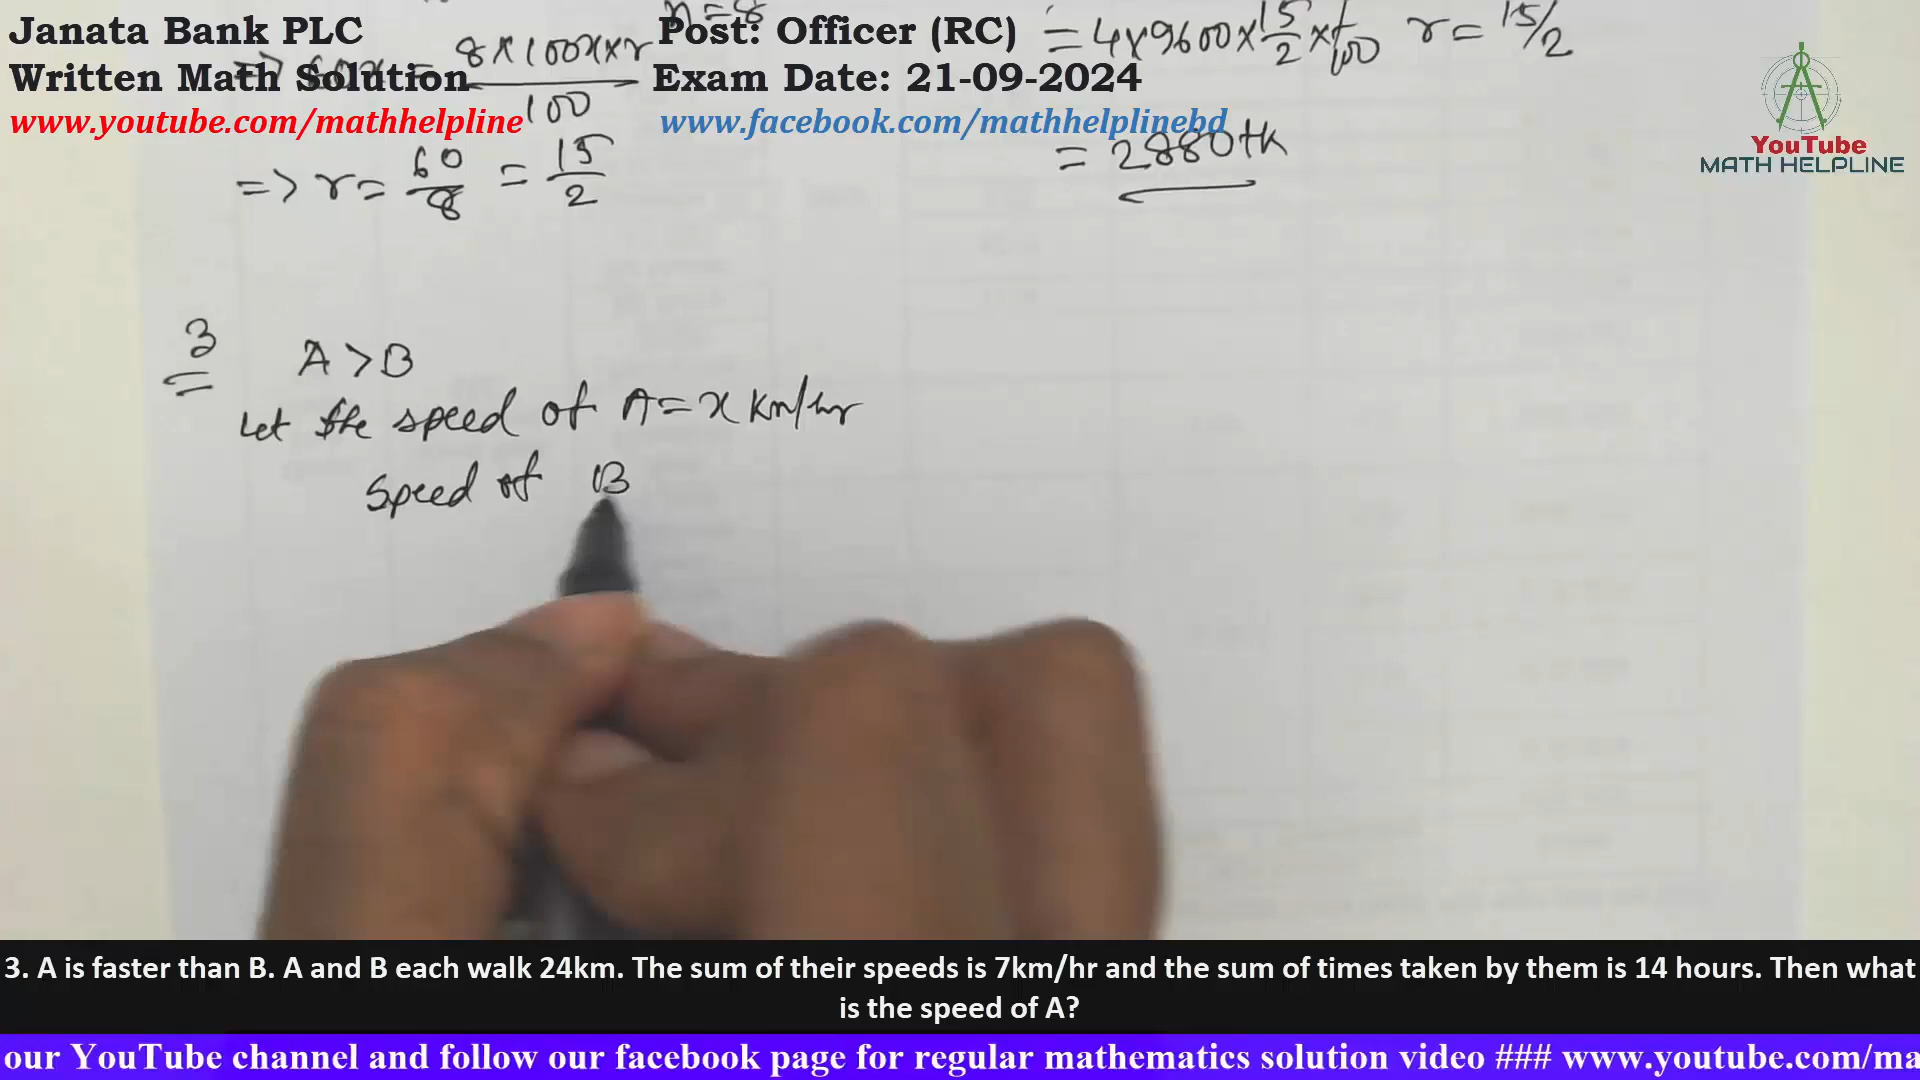 Janata Bank PLC
Written Math Solution
www.youtube.com/mathhelpline
Post: Officer (RC)
Exam Date: 21-09-2024
www.facebook.com/mathhelplinebd
n=8
8×100x×r
100
=4×9600×15/2×1/100 r=15/2
=> r= 60/8 = 15/2
= 2880tk
YouTube
MATH HELPLINE
3 A>B
Let the speed of A=x km/hr
Speed of B
3. A is faster than B. A and B each walk 24km. The sum of their speeds is 7km/hr and the sum of times taken by them is 14 hours. Then what
is the speed of A?
our YouTube channel and follow our facebook page for regular mathematics solution video ### www.youtube.com/ma